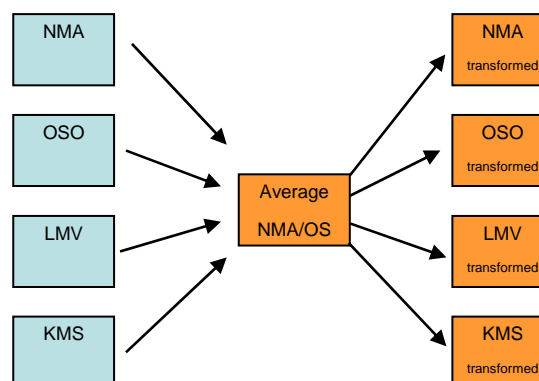 NMA
OSO
LMV
KMS
Average
NMA/OS
NMA
transformed
OSO
transformed
LMV
transformed
KMS
transformed